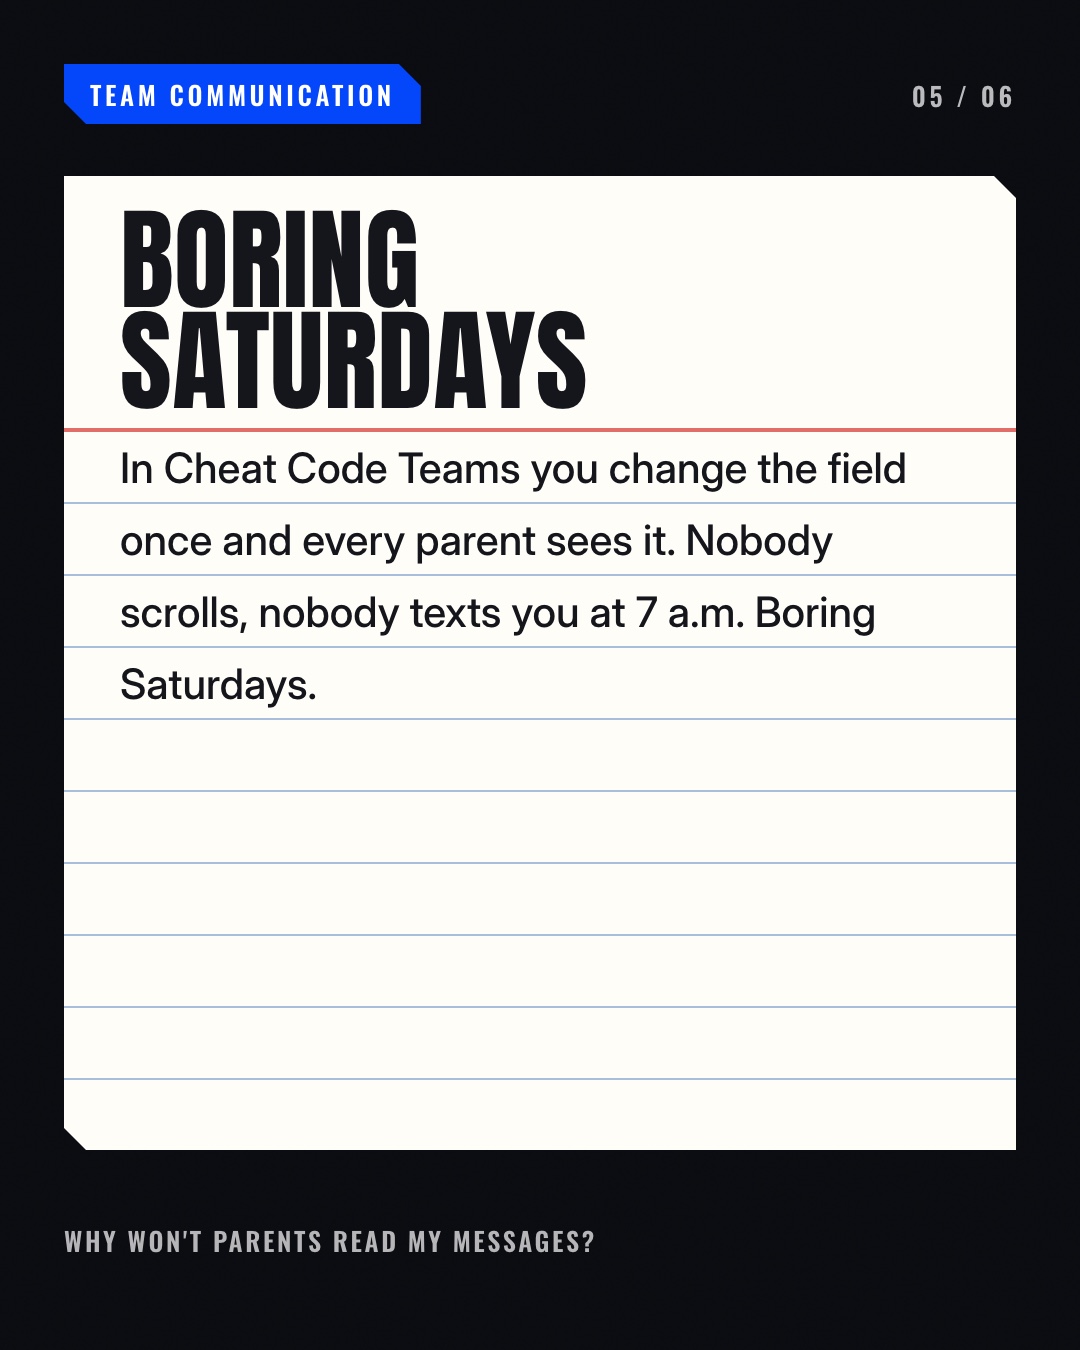 TEAM COMMUNICATION
05 / 06
BORING
SATURDAYS
In Cheat Code Teams you change the field
once and every parent sees it. Nobody
scrolls, nobody texts you at 7 a.m. Boring
Saturdays.
WHY WON'T PARENTS READ MY MESSAGES?